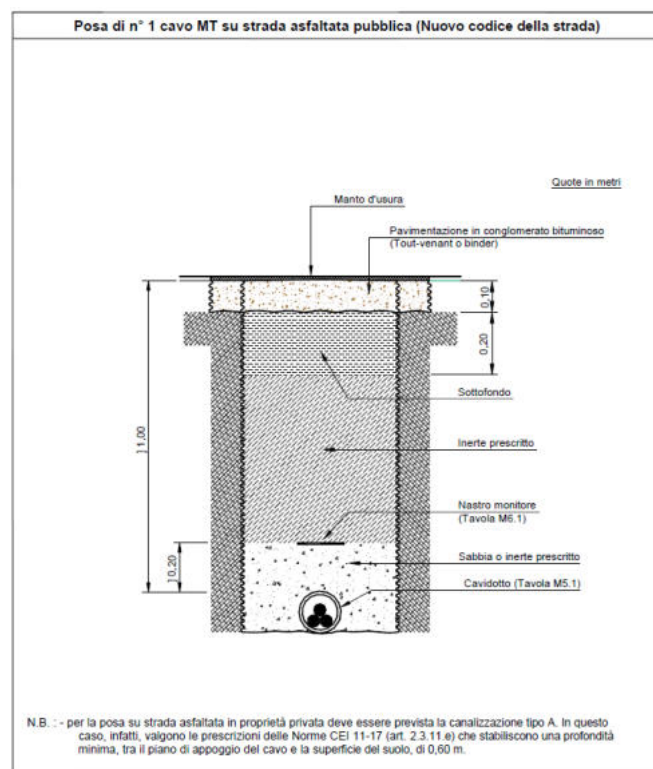 Posa di n° 1 cavo MT su strada asfaltata pubblica (Nuovo codice della strada)
Quote in metri
Manto d'usura
Pavimentazione in conglomerato bituminoso
(Tout-venant o binder)
0,10
0,20
Sottofondo
] 1,00
Inerte prescritto
Nastro monitore
(Tavola M6.1)
] 0,20
Sabbia o inerte prescritto
Cavidotto (Tavola M5.1)
N.B. : - per la posa su strada asfaltata in proprietà privata deve essere prevista la canalizzazione tipo A. In questo
caso, infatti, valgono le prescrizioni delle Norme CEI 11-17 (art. 2.3.11.e) che stabiliscono una profondità
minima, tra il piano di appoggio del cavo e la superficie del suolo, di 0,60 m.